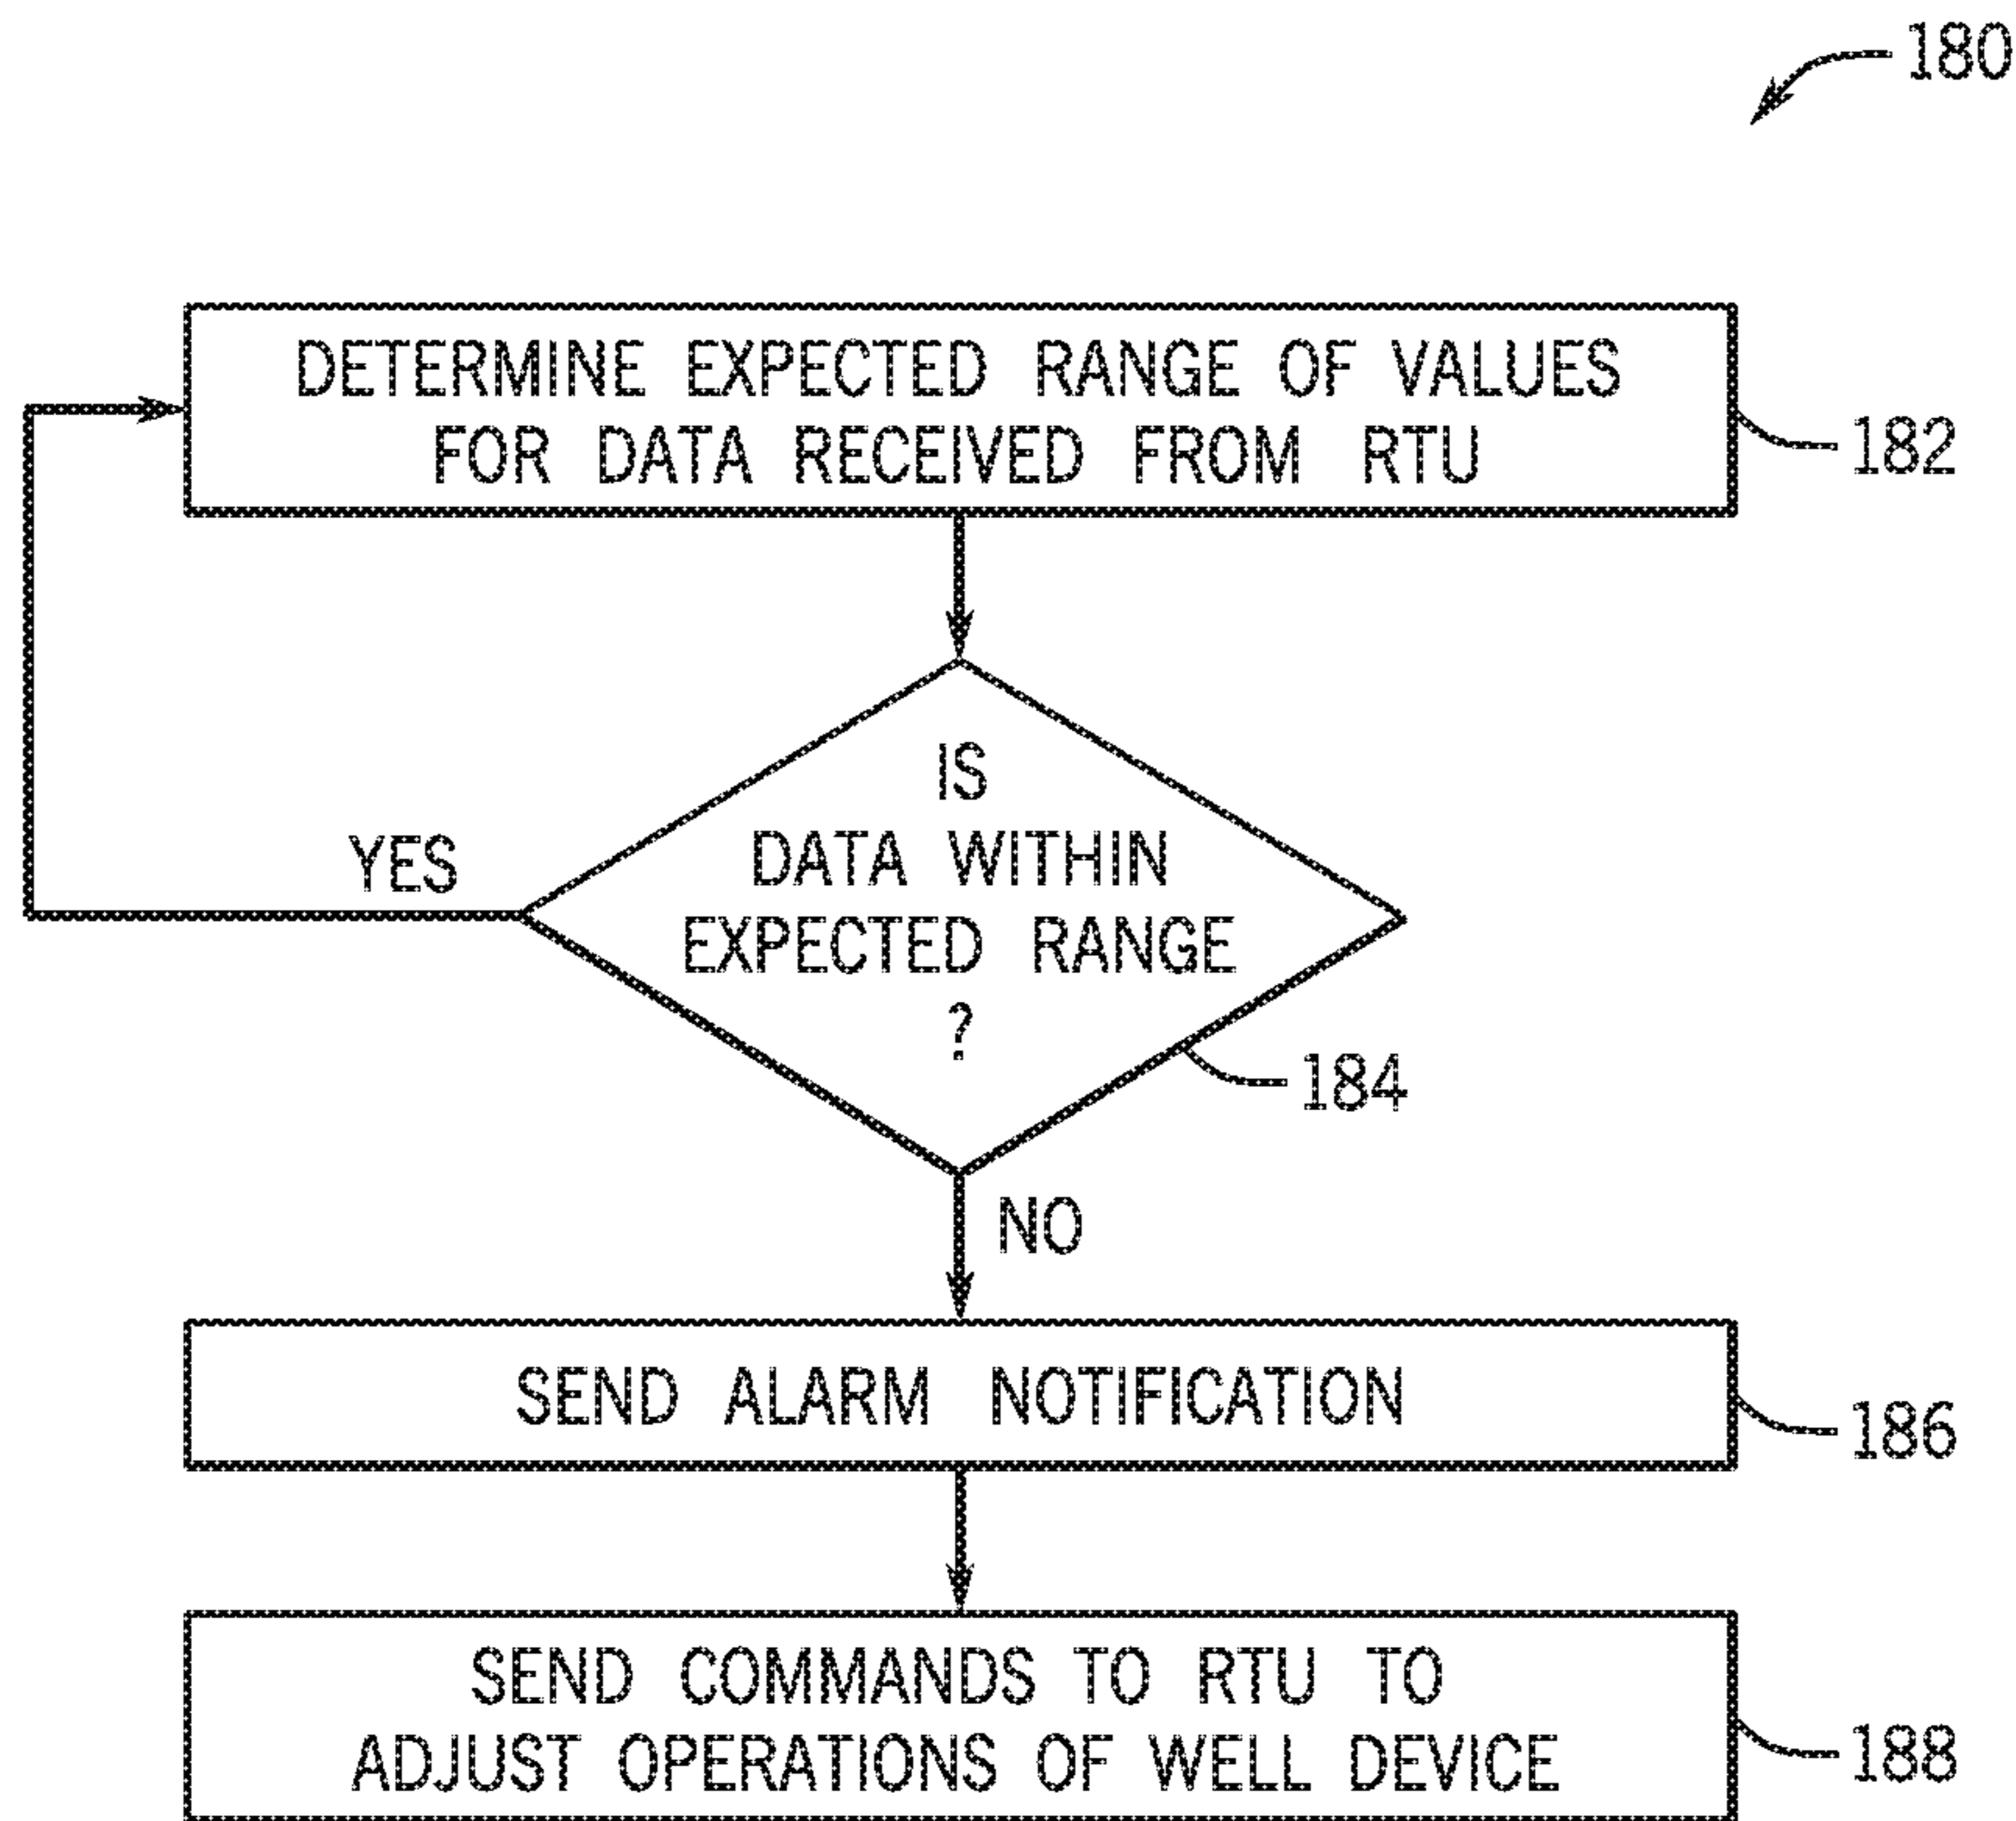 180
DETERMINE EXPECTED RANGE OF VALUES
FOR DATA RECEIVED FROM RTU
182
IS
DATA WITHIN
EXPECTED RANGE
?
YES
184
NO
SEND ALARM NOTIFICATION
186
SEND COMMANDS TO RTU TO
ADJUST OPERATIONS OF WELL DEVICE
188